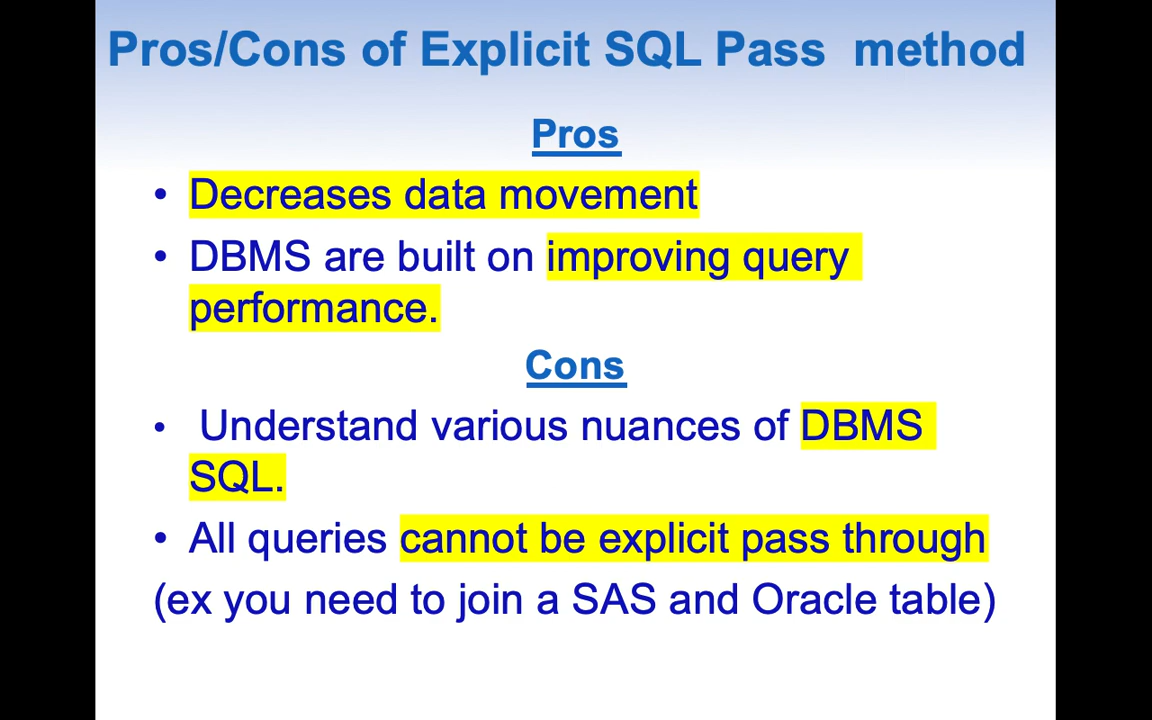 Pros/Cons of Explicit SQL Pass  method
Pros
• Decreases data movement
• DBMS are built on improving query
performance.
Cons
•  Understand various nuances of DBMS
SQL.
• All queries cannot be explicit pass through
(ex you need to join a SAS and Oracle table)